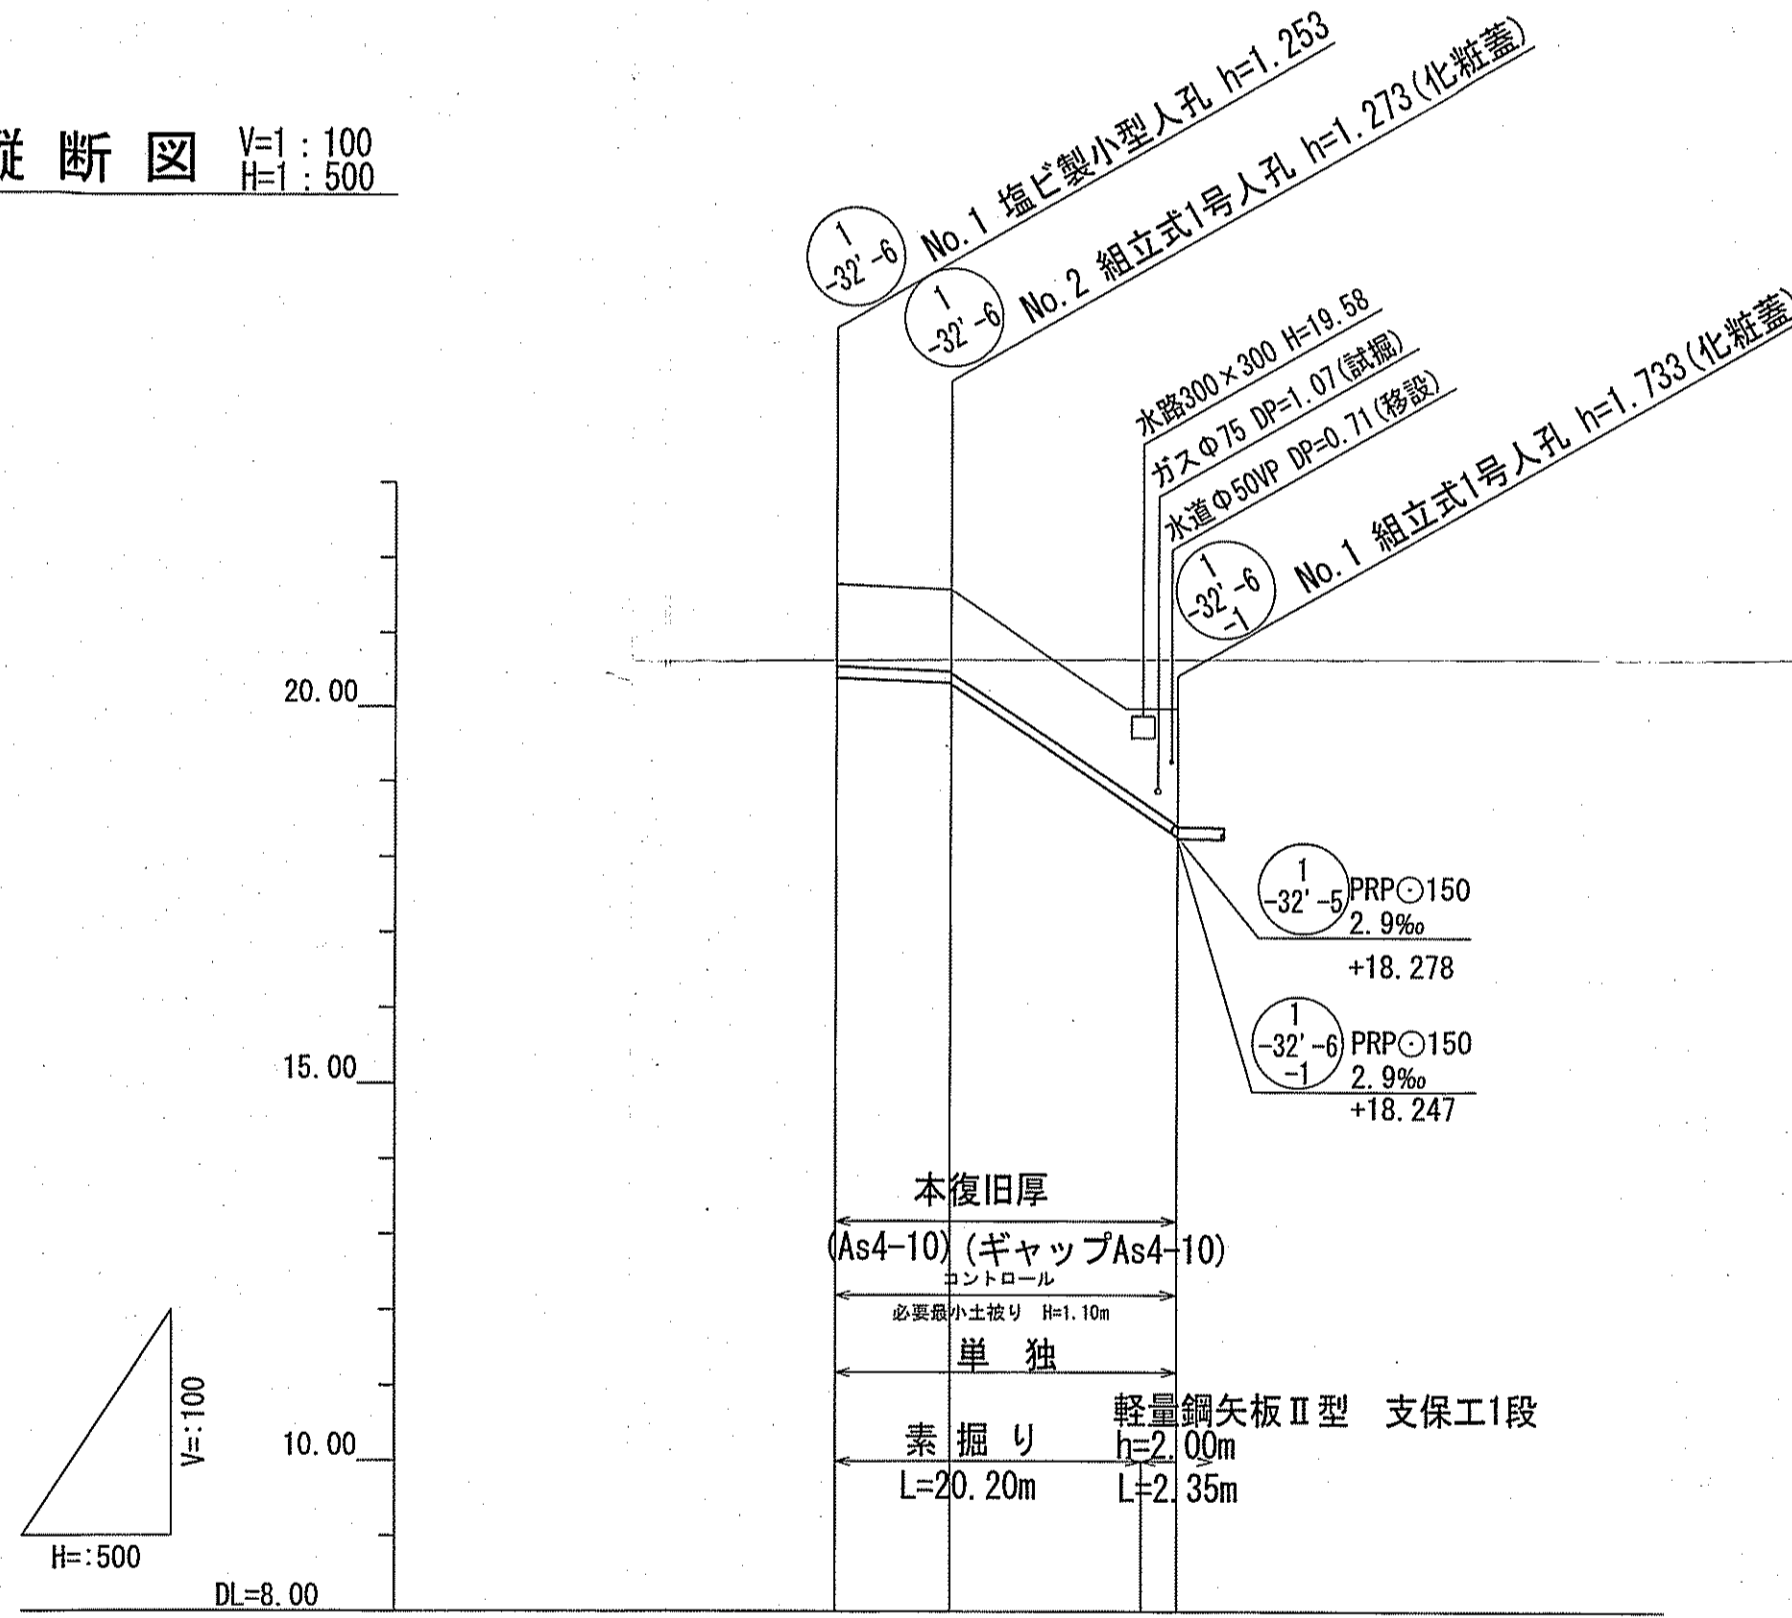 縦 断 図 V=1 : 100
H=1 : 500
1
-32' -6
No. 1 塩ビ製小型人孔 h=1. 253
1
-32' -6
No. 2 組立式1号人孔 h=1. 273(化粧蓋)
水路300×300 H=19. 58
ガスΦ75 DP=1. 07(試掘)
水道Φ50VP DP=0. 71(移設)
1
-32' -6
-1
No. 1 組立式1号人孔 h=1. 733(化粧蓋)
20. 00
15. 00
10. 00
DL=8. 00
1
-32' -5
PRP⊙150
2. 9‰
+18. 278
1
-32' -6
-1
PRP⊙150
2. 9‰
+18. 247
本復旧厚
(As4-10) (ギャップAs4-10)
コントロール
必要最小土被り H=1. 10m
単 独
素 掘 り
L=20. 20m
軽量鋼矢板Ⅱ型 支保工1段
h=2. 00m
L=2. 35m
V=:100
H=:500